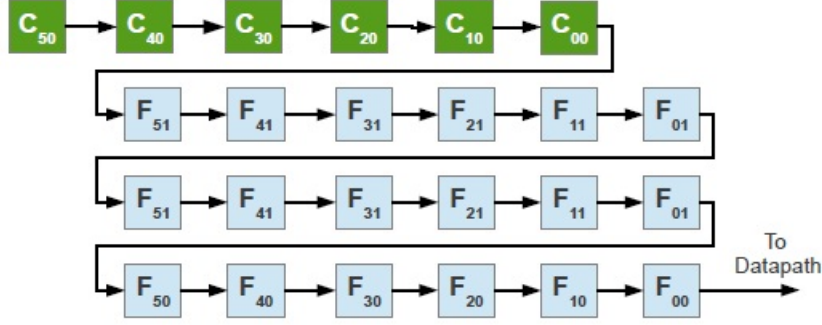 C50 C40 C30 C20 C10 C00
F51 F41 F31 F21 F11 F01
F51 F41 F31 F21 F11 F01
To
Datapath
F50 F40 F30 F20 F10 F00